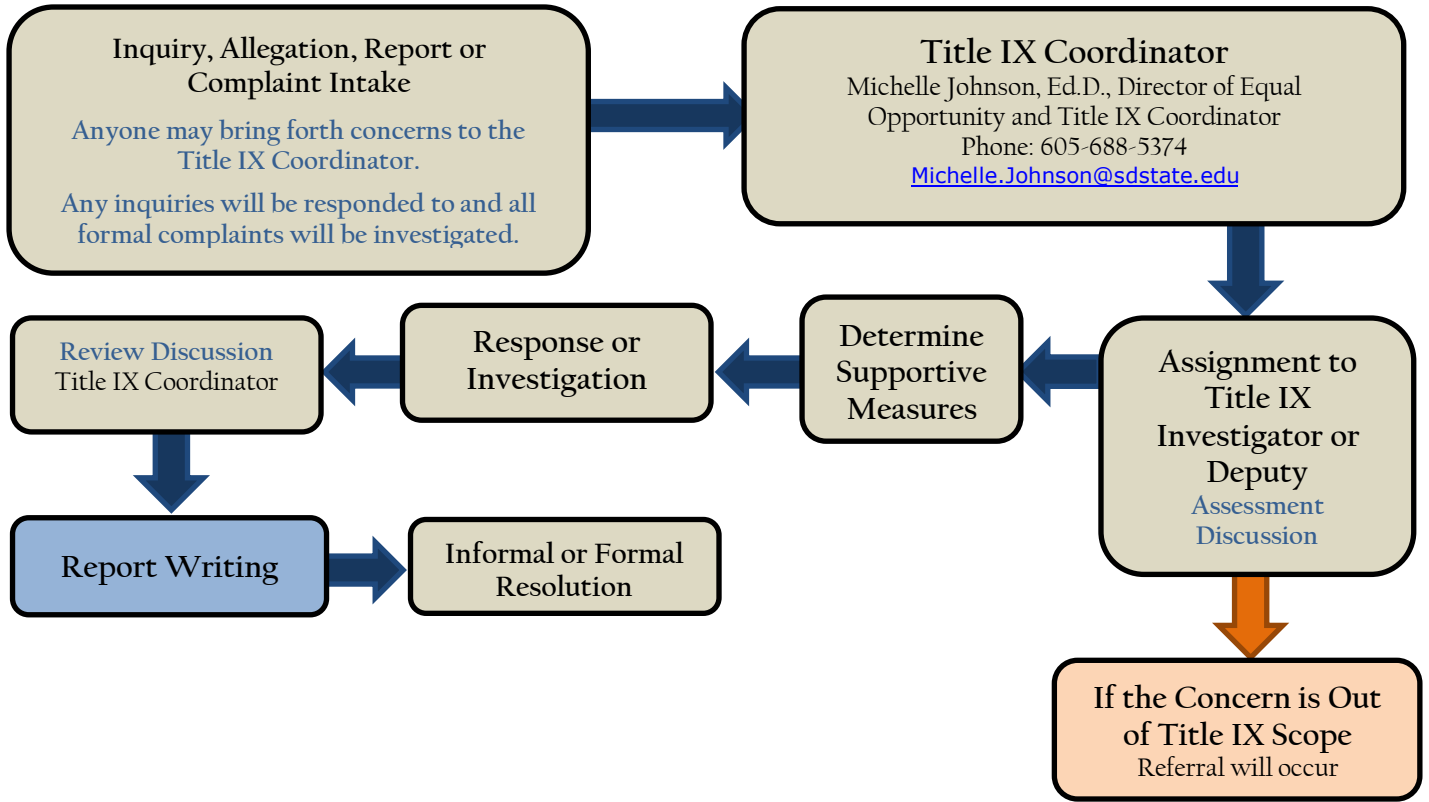 Inquiry, Allegation, Report or
Complaint Intake
Anyone may bring forth concerns to the
Title IX Coordinator.
Any inquiries will be responded to and all
formal complaints will be investigated.
Title IX Coordinator
Michelle Johnson, Ed.D., Director of Equal
Opportunity and Title IX Coordinator
Phone: 605-688-5374
Michelle.Johnson@sdstate.edu
Assignment to
Title IX
Investigator or
Deputy
Assessment
Discussion
Determine
Supportive
Measures
Response or
Investigation
Review Discussion
Title IX Coordinator
Report Writing
Informal or Formal
Resolution
If the Concern is Out
of Title IX Scope
Referral will occur